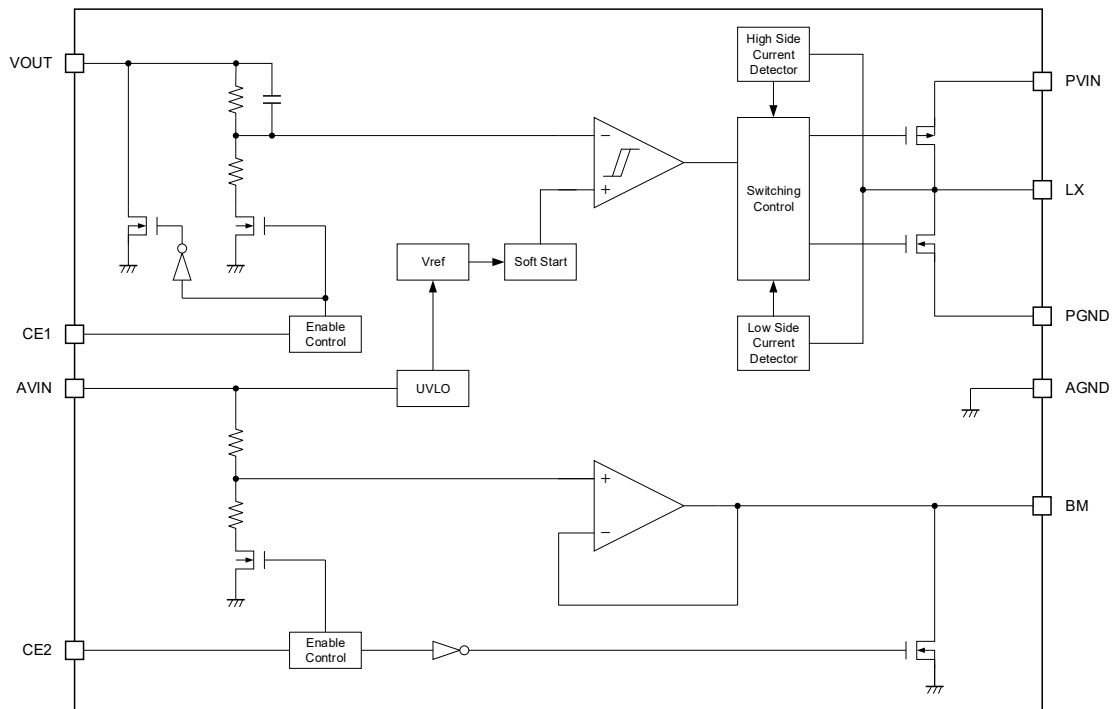 VOUT
High Side
Current
Detector
PVIN
−
+
Switching
Control
LX
Vref
Soft Start
CE1
Enable
Control
Low Side
Current
Detector
PGND
AVIN
UVLO
AGND
+
−
BM
CE2
Enable
Control